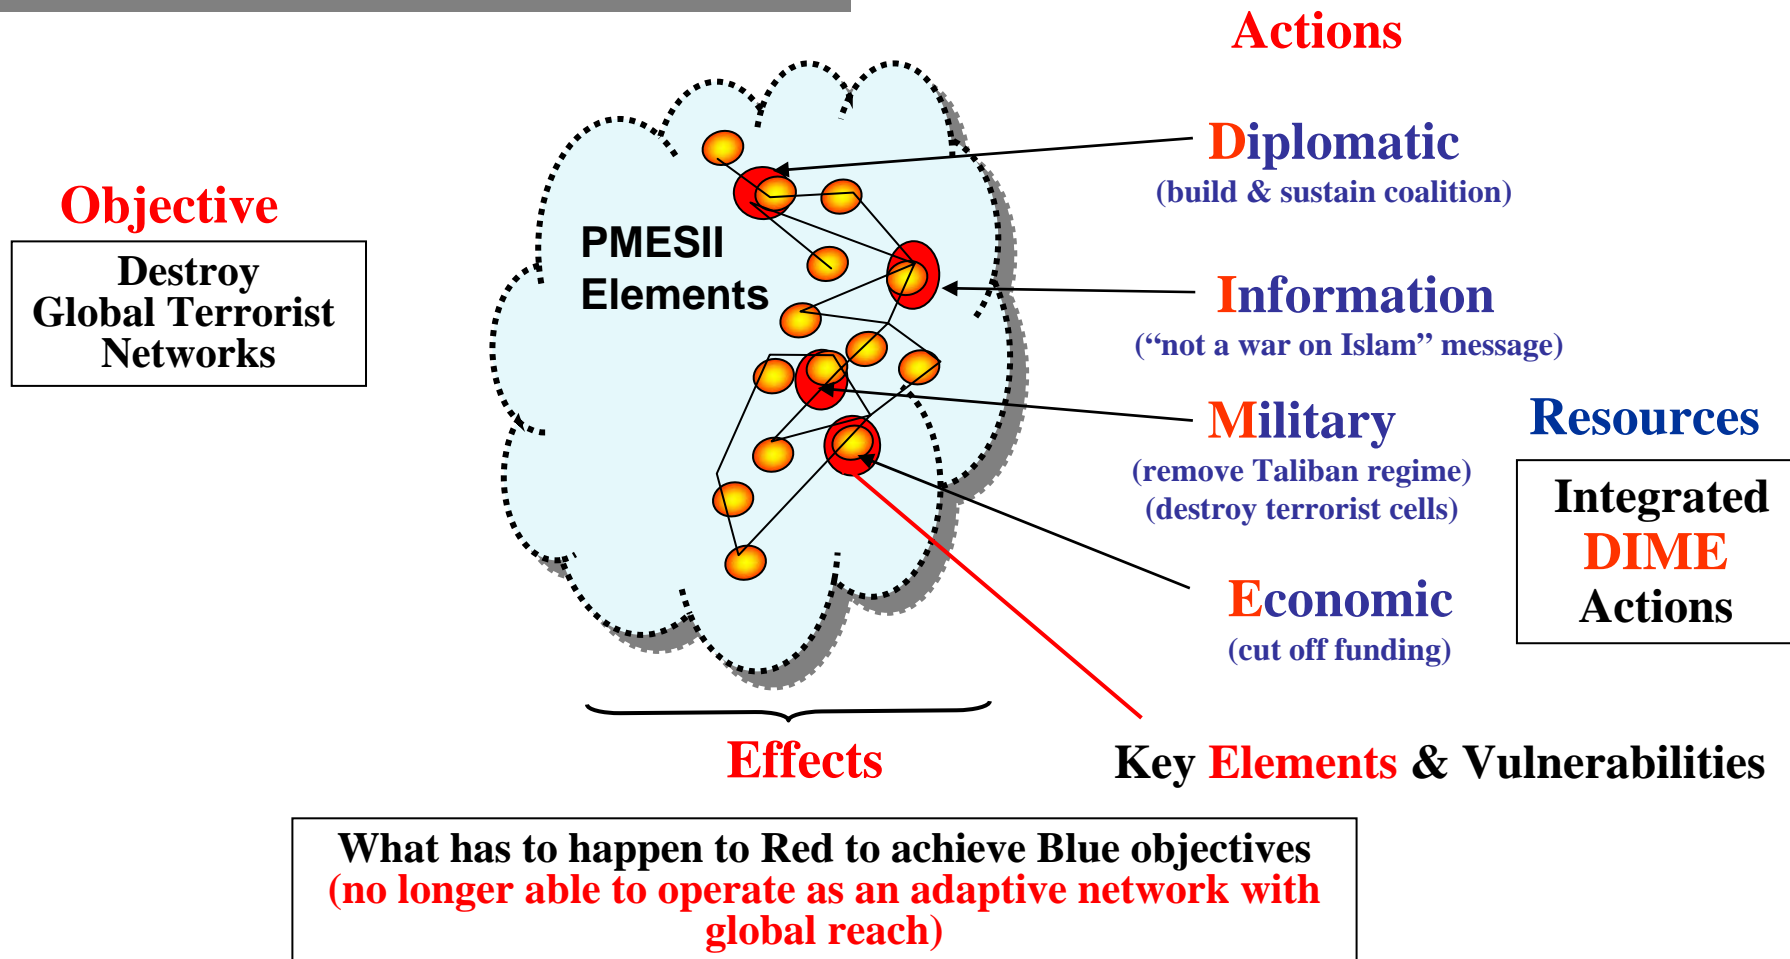 Actions
Diplomatic
(build & sustain coalition)
Objective
Destroy
Global Terrorist
Networks
PMESII
Elements
Information
(“not a war on Islam” message)
Military
(remove Taliban regime)
(destroy terrorist cells)
Resources
Integrated
DIME
Actions
Economic
(cut off funding)
Effects
Key Elements & Vulnerabilities
What has to happen to Red to achieve Blue objectives
(no longer able to operate as an adaptive network with
global reach)